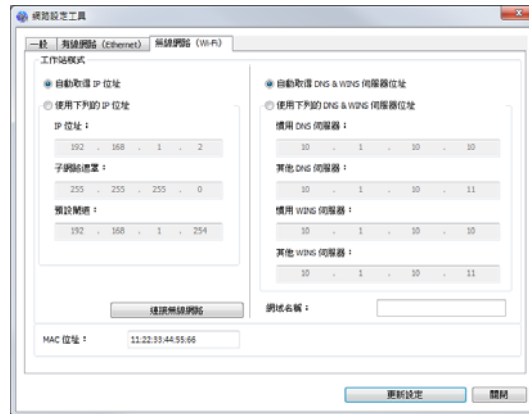 網路設定工具
一般
有線網路 (Ethernet)
無線網路 (Wi-Fi)
工作站模式
自動取得 IP 位址
使用下列的 IP 位址
IP 位址：
192 . 168 . 1 . 2
子網路遮罩：
255 . 255 . 255 . 0
預設閘道：
192 . 168 . 1 . 254
連接無線網路
自動取得 DNS & WINS 伺服器位址
使用下列的 DNS & WINS 伺服器位址
慣用 DNS 伺服器：
10 . 1 . 10 . 10
其他 DNS 伺服器：
10 . 1 . 10 . 11
慣用 WINS 伺服器：
10 . 1 . 10 . 10
其他 WINS 伺服器：
10 . 1 . 10 . 11
網域名稱：
MAC 位址：
11:22:33:44:55:66
更新設定
關閉